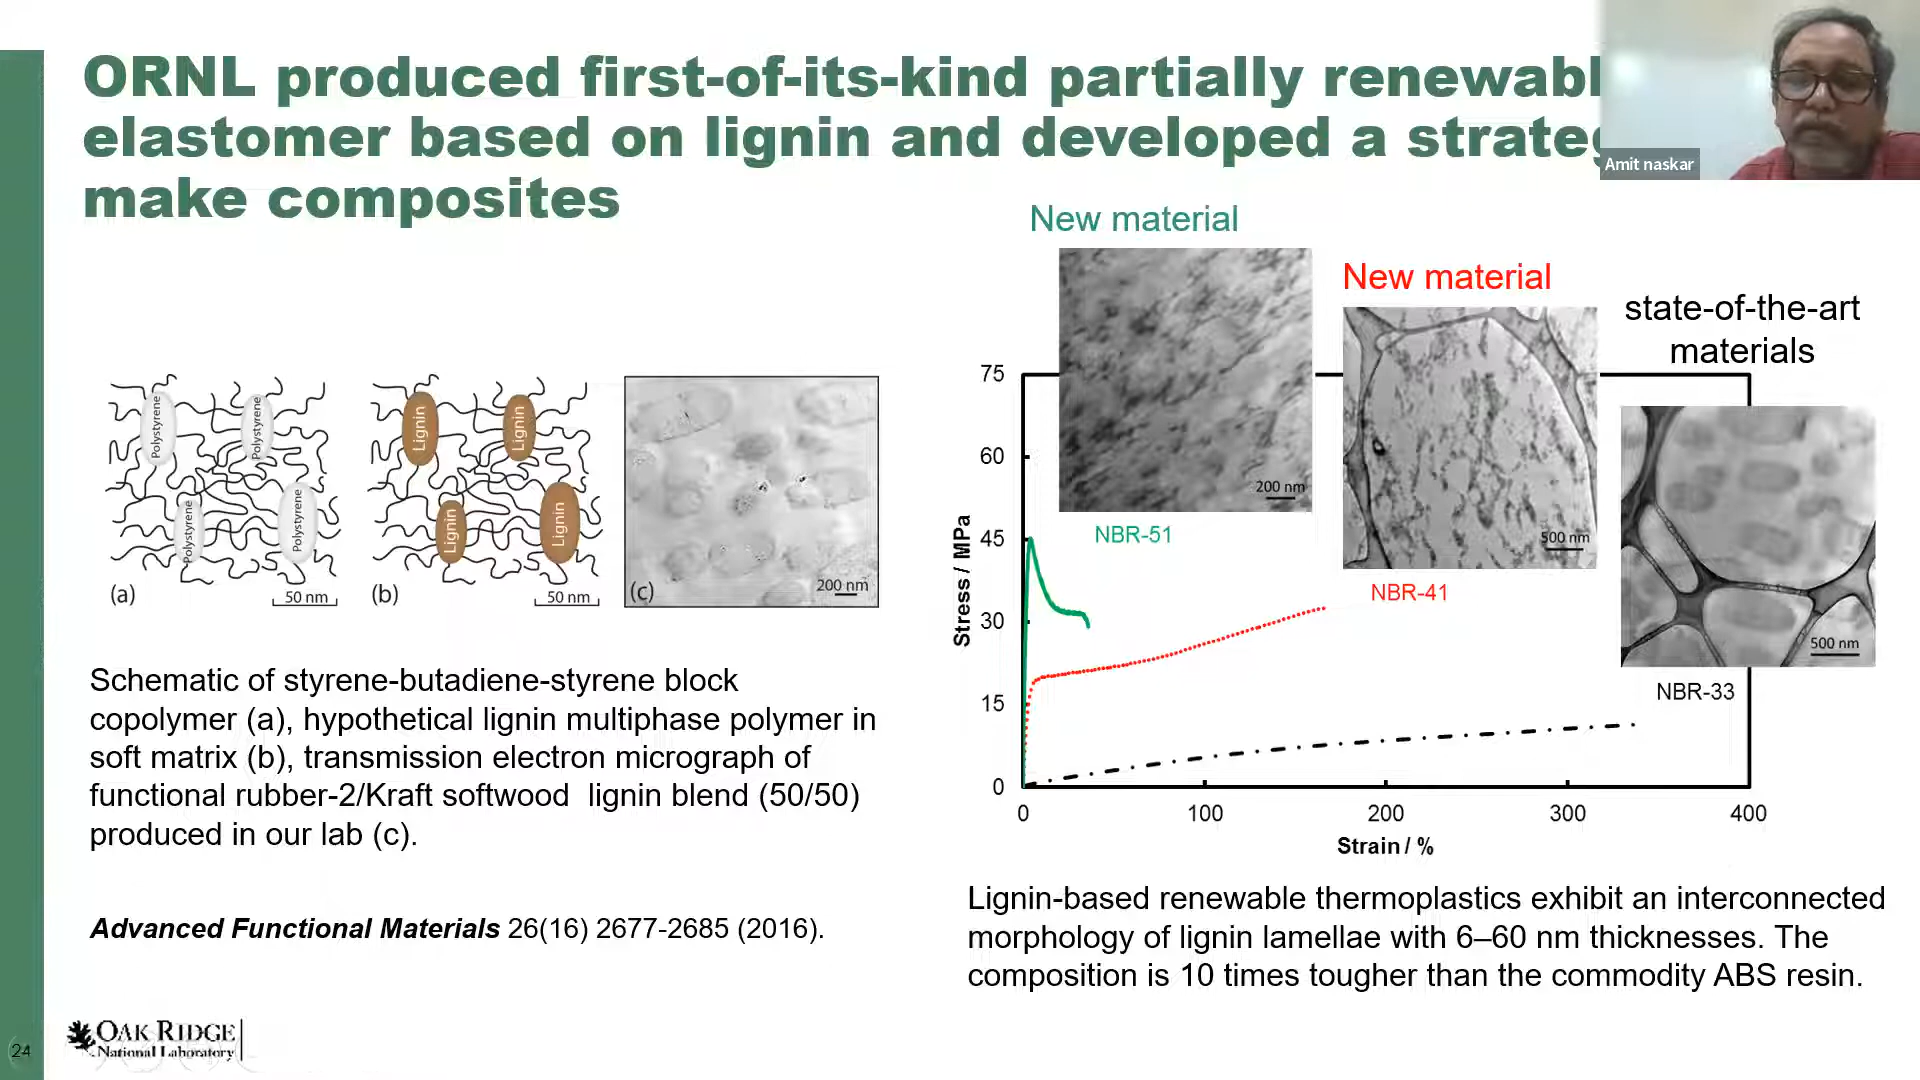 ORNL produced first-of-its-kind partially renewabl
elastomer based on lignin and developed a strateg
make composites
Amit naskar
New material
New material
state-of-the-art
materials
Polystyrene
Polystyrene
Polystyrene
Polystyrene
(a)
50 nm
Lignin
Lignin
Lignin
Lignin
(b)
50 nm
(c)
200 nm
Schematic of styrene-butadiene-styrene block
copolymer (a), hypothetical lignin multiphase polymer in
soft matrix (b), transmission electron micrograph of
functional rubber-2/Kraft softwood lignin blend (50/50)
produced in our lab (c).
Advanced Functional Materials 26(16) 2677-2685 (2016).
Stress / MPa
75
60
45
30
15
0
0
100
200
300
400
Strain / %
200 nm
NBR-51
500 nm
NBR-41
500 nm
NBR-33
Lignin-based renewable thermoplastics exhibit an interconnected
morphology of lignin lamellae with 6–60 nm thicknesses. The
composition is 10 times tougher than the commodity ABS resin.
24
OAK RIDGE
National Laboratory